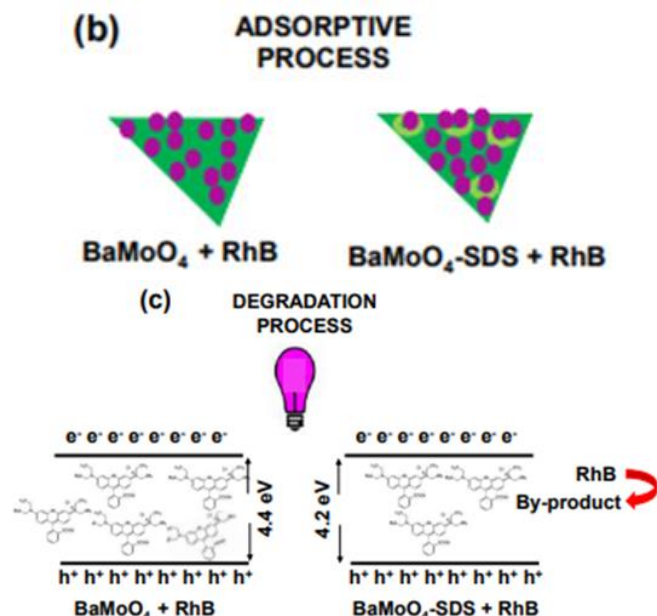 (b) ADSORPTIVE
PROCESS
BaMoO₄ + RhB
BaMoO₄-SDS + RhB
(c) DEGRADATION
PROCESS
e⁻ e⁻ e⁻ e⁻ e⁻ e⁻ e⁻ e⁻
e⁻ e⁻ e⁻ e⁻ e⁻ e⁻ e⁻ e⁻
4.4 eV
4.2 eV
RhB
By-product
h⁺ h⁺ h⁺ h⁺ h⁺ h⁺ h⁺ h⁺
h⁺ h⁺ h⁺ h⁺ h⁺ h⁺ h⁺ h⁺
BaMoO₄ + RhB
BaMoO₄-SDS + RhB